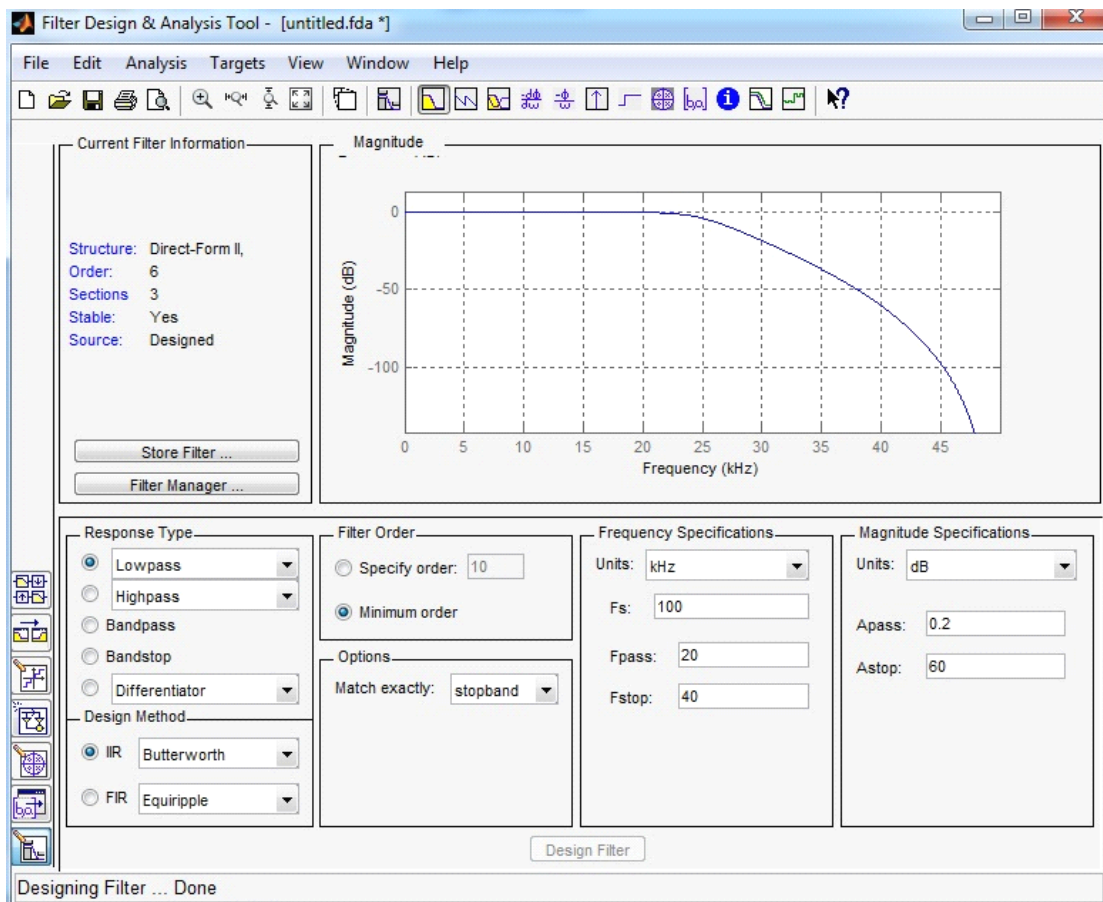 Filter Design & Analysis Tool - [untitled.fda *]
File Edit Analysis Targets View Window Help
Current Filter Information
Structure: Direct-Form II,
Order: 6
Sections 3
Stable: Yes
Source: Designed
Store Filter ...
Filter Manager ...
Magnitude
Magnitude (dB)
0
-50
-100
0 5 10 15 20 25 30 35 40 45
Frequency (kHz)
Response Type
Lowpass
Highpass
Bandpass
Bandstop
Differentiator
Design Method
IIR Butterworth
FIR Equiripple
Filter Order
Specify order: 10
Minimum order
Options
Match exactly: stopband
Frequency Specifications
Units: kHz
Fs: 100
Fpass: 20
Fstop: 40
Magnitude Specifications
Units: dB
Apass: 0.2
Astop: 60
Design Filter
Designing Filter ... Done